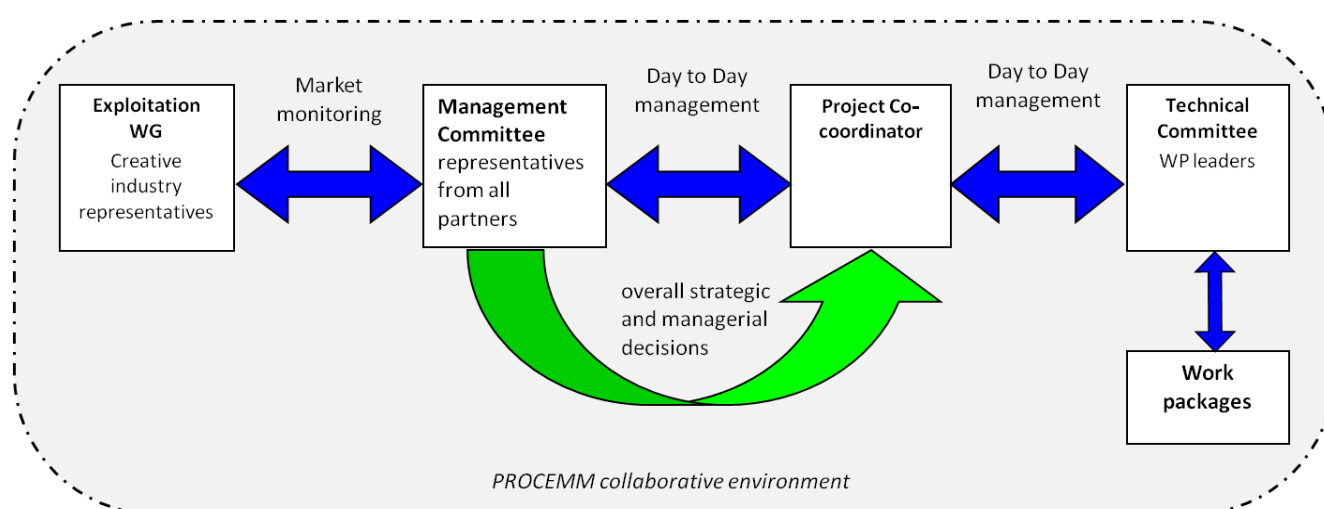 Exploitation
WG
Creative
industry
representatives
Market
monitoring
Management
Committee
representatives
from all
partners
Day to Day
management
Project Co-
coordinator
Day to Day
management
Technical
Committee
WP leaders
overall strategic
and managerial
decisions
Work
packages
PROCEMM collaborative environment